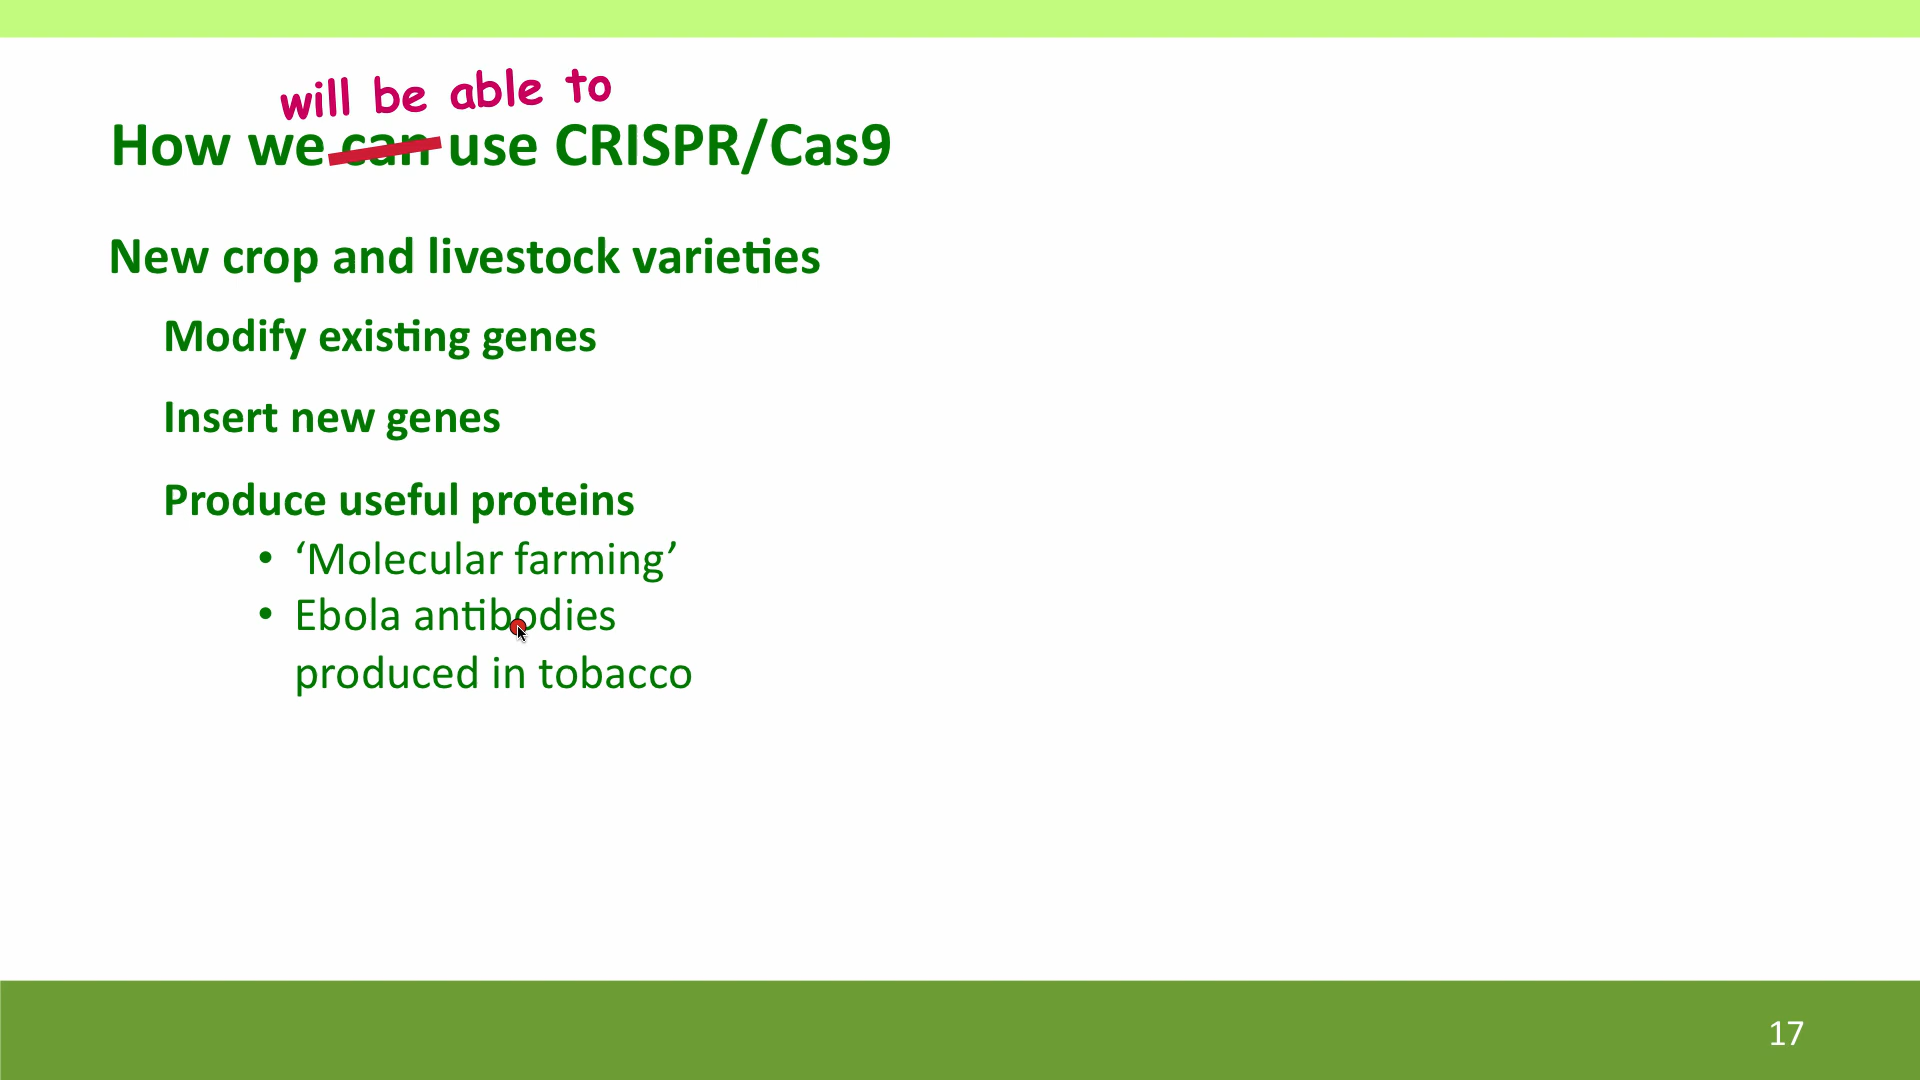 will be able to
How we can use CRISPR/Cas9
New crop and livestock varieties
Modify existing genes
Insert new genes
Produce useful proteins
• ‘Molecular farming’
• Ebola antibodies
produced in tobacco
17